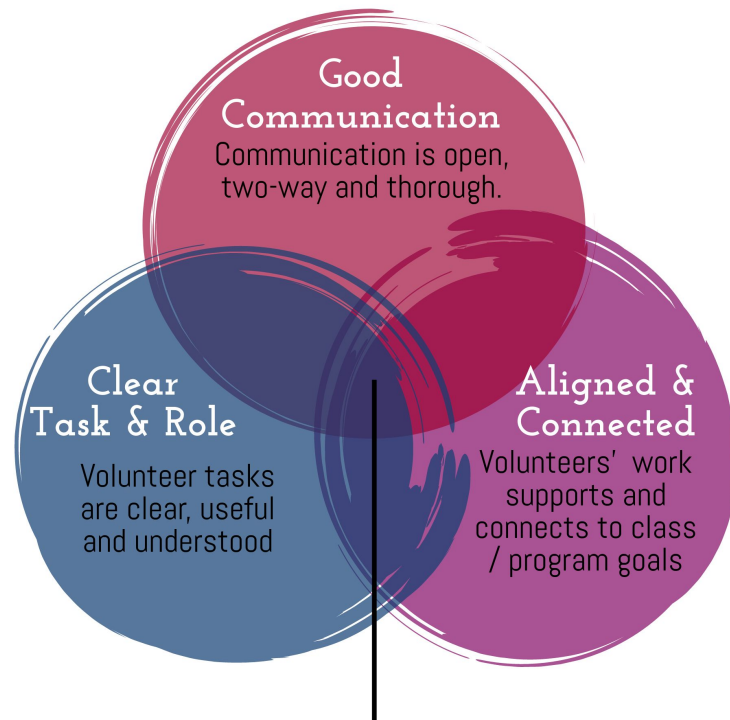 Good
Communication
Communication is open,
two-way and thorough.
Clear
Task & Role
Volunteer tasks
are clear, useful
and understood
Aligned &
Connected
Volunteers' work
supports and
connects to class
/ program goals